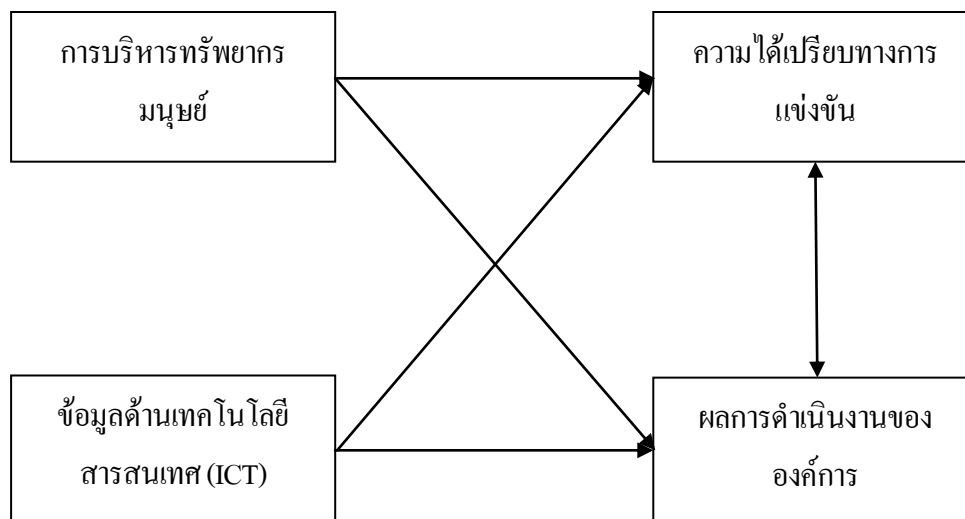 การบริหารทรัพยากร
มนุษย์
ความได้เปรียบทางการ
แข่งขัน
ข้อมูลด้านเทคโนโลยี
สารสนเทศ (ICT)
ผลการดำเนินงานของ
องค์การ